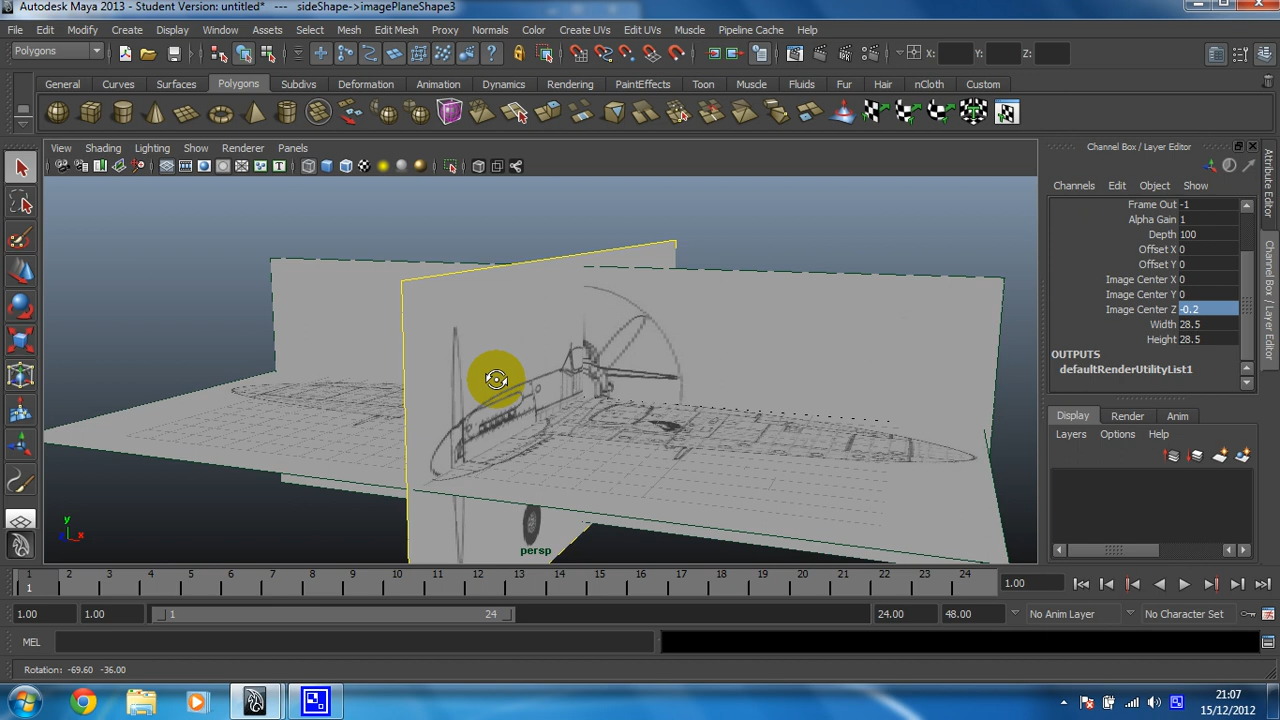 Autodesk Maya 2013 - Student Version: untitled* --- sideShape->imagePlaneShape3
File Edit Modify Create Display Window Assets Select Mesh Edit Mesh Proxy Normals Color Create UVs Edit UVs Muscle Pipeline Cache Help
Polygons X: Y: Z:
General Curves Surfaces Polygons Subdivs Deformation Animation Dynamics Rendering PaintEffects Toon Muscle Fluids Fur Hair nCloth Custom
View Shading Lighting Show Renderer Panels
Channel Box / Layer Editor
Channels Edit Object Show
Frame Out -1
Alpha Gain 1
Depth 100
Offset X 0
Offset Y 0
Image Center X 0
Image Center Y 0
Image Center Z -0.2
Width 28.5
Height 28.5
OUTPUTS
defaultRenderUtilityList1
Display Render Anim
Layers Options Help
Attribute Editor
Channel Box / Layer Editor
y
x
persp
1 2 3 4 5 6 7 8 9 10 11 12 13 14 15 16 17 18 19 20 21 22 23 24
1 1.00
1.00 1.00 1 24 24.00 48.00 No Anim Layer No Character Set
MEL
Rotation: -69.60 -36.00
21:07
15/12/2012